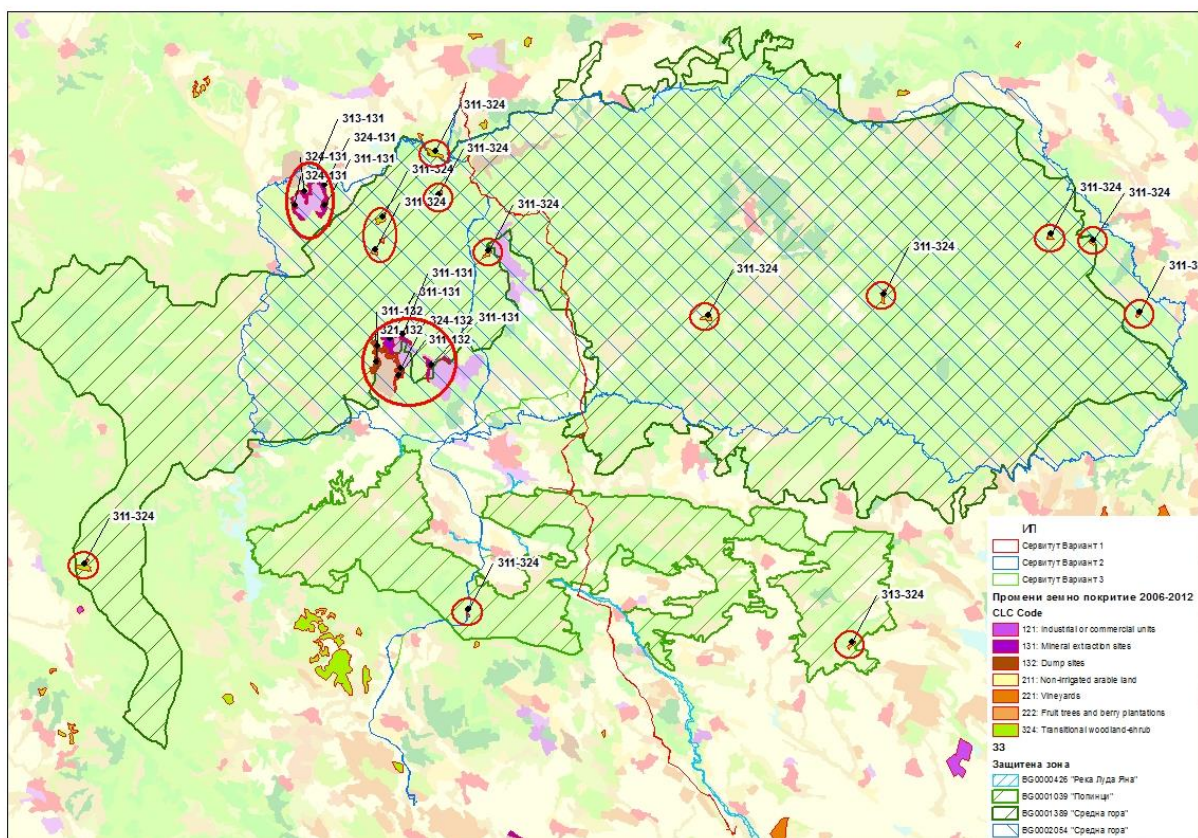 311-324
313-131
324-131
324-131
311-131
311-324
311-324
324-131
311-324
311-324
311-324
311-324
311-324
311-131
311-324
311-131
311-3
311-132
324-132
311-131
321-132
311-132
311-324
311-324
313-324
ИП
Сервитут Вариант 1
Сервитут Вариант 2
Сервитут Вариант 3
Промени земно покритие 2006-2012
CLC Code
121: Industrial or commercial units
131: Mineral extraction sites
132: Dump sites
211: Non-irrigated arable land
221: Vineyards
222: Fruit trees and berry plantations
324: Transitional woodland-shrub
ЗЗ
Защитена зона
BG0000426 "Река Луда Яна"
BG0001039 "Попинци"
BG0001389 "Средна гора"
BG0002054 "Средна гора"